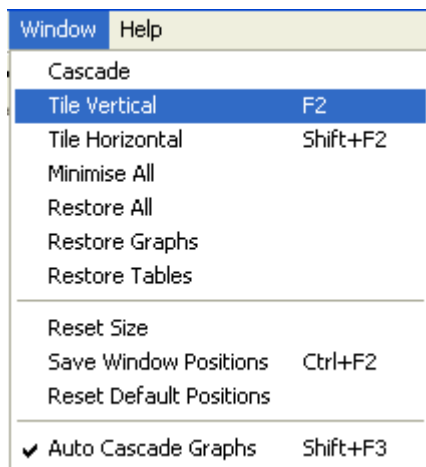 Window Help
Cascade
Tile Vertical F2
Tile Horizontal Shift+F2
Minimise All
Restore All
Restore Graphs
Restore Tables
Reset Size
Save Window Positions Ctrl+F2
Reset Default Positions
Auto Cascade Graphs Shift+F3